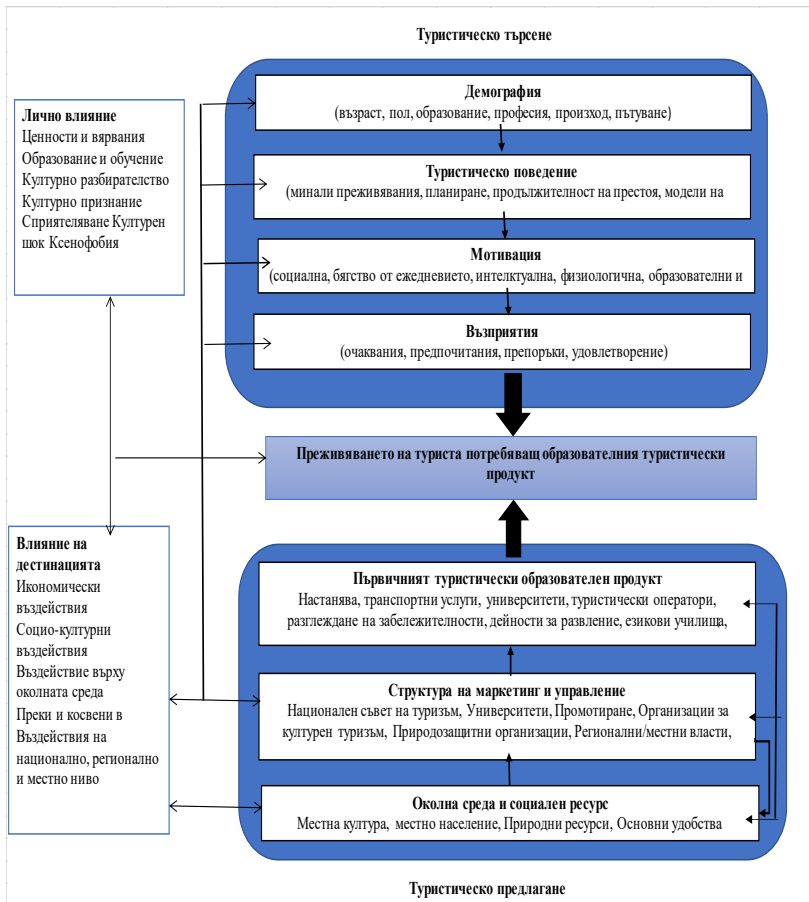 Туристическо търсене
Демография
(възраст, пол, образование, професия, произход, пътуване)
Туристическо поведение
(минали преживявания, планиране, продължителност на престоя, модели на
Мотивация
(социална, бягство от ежедневието, интелктуална, физиологична, образователни и
Възприятия
(очаквания, предпочитания, препоръки, удовлетворение)
Лично влияние
Ценности и вярвания
Образование и обучение
Културно разбирателство
Културно признание
Сприятеляване Културен
шок Ксенофобия
Преживяването на туриста потребяващ образователния туристически
продукт
Влияние на
дестинацията
Икономически
въздействия
Социо-културни
въздействия
Въздействие върху
околната среда
Преки и косвени в
Въздействия на
национално, регионално
и местно ниво
Първичният туристически образователен продукт
Настанява, транспортни услуги, университети, туристически оператори,
разглеждане на забележителности, дейности за развление, езикови училища,
Структура на маркетинг и управление
Национален съвет на туризъм, Университети, Промотиране, Организации за
културен туризъм, Природозащитни организации, Регионални/местни власти,
Околна среда и социален ресурс
Местна култура, местно население, Природни ресурси, Основни удобства
Туристическо предлагане